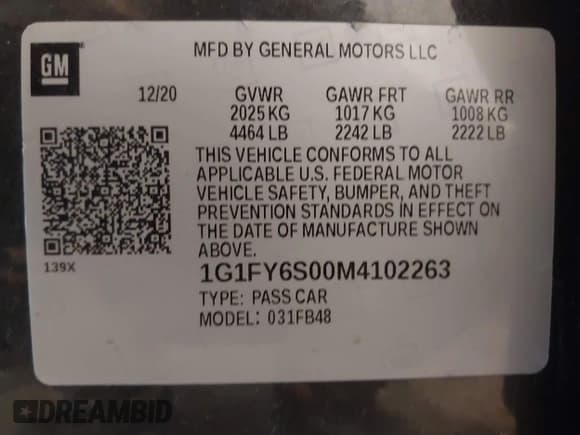 GM
MFD BY GENERAL MOTORS LLC
12/20 GVWR GAWR FRT GAWR RR
2025 KG 1017 KG 1008 KG
4464 LB 2242 LB 2222 LB
THIS VEHICLE CONFORMS TO ALL
APPLICABLE U.S. FEDERAL MOTOR
VEHICLE SAFETY, BUMPER, AND THEFT
PREVENTION STANDARDS IN EFFECT ON
THE DATE OF MANUFACTURE SHOWN
ABOVE.
139X
1G1FY6S00M4102263
TYPE: PASS CAR
MODEL: 031FB48
DREAMBID